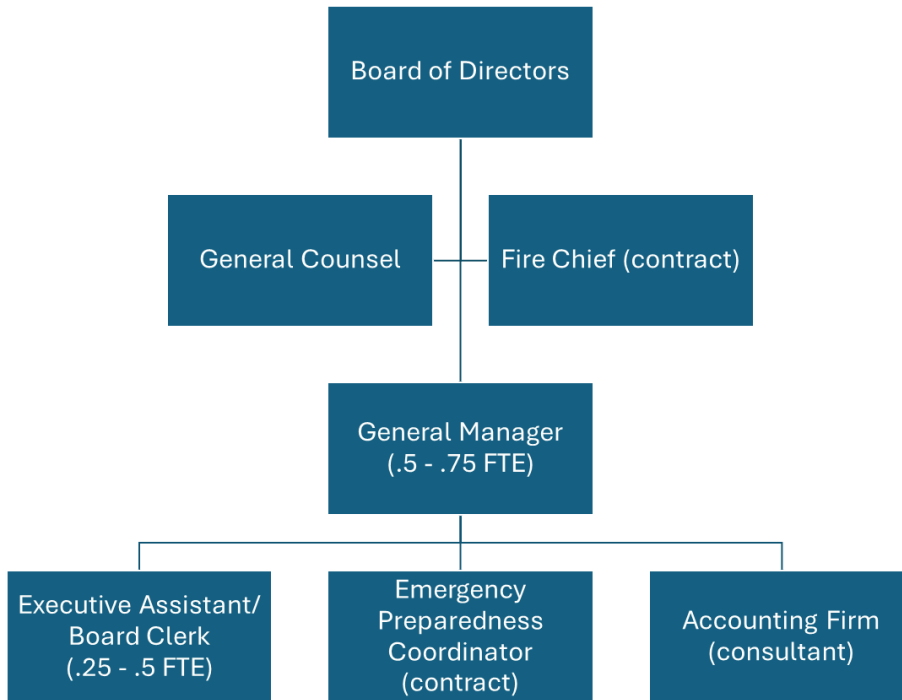 Board of Directors
General Counsel
Fire Chief (contract)
General Manager
(.5 - .75 FTE)
Executive Assistant/
Board Clerk
(.25 - .5 FTE)
Emergency
Preparedness
Coordinator
(contract)
Accounting Firm
(consultant)